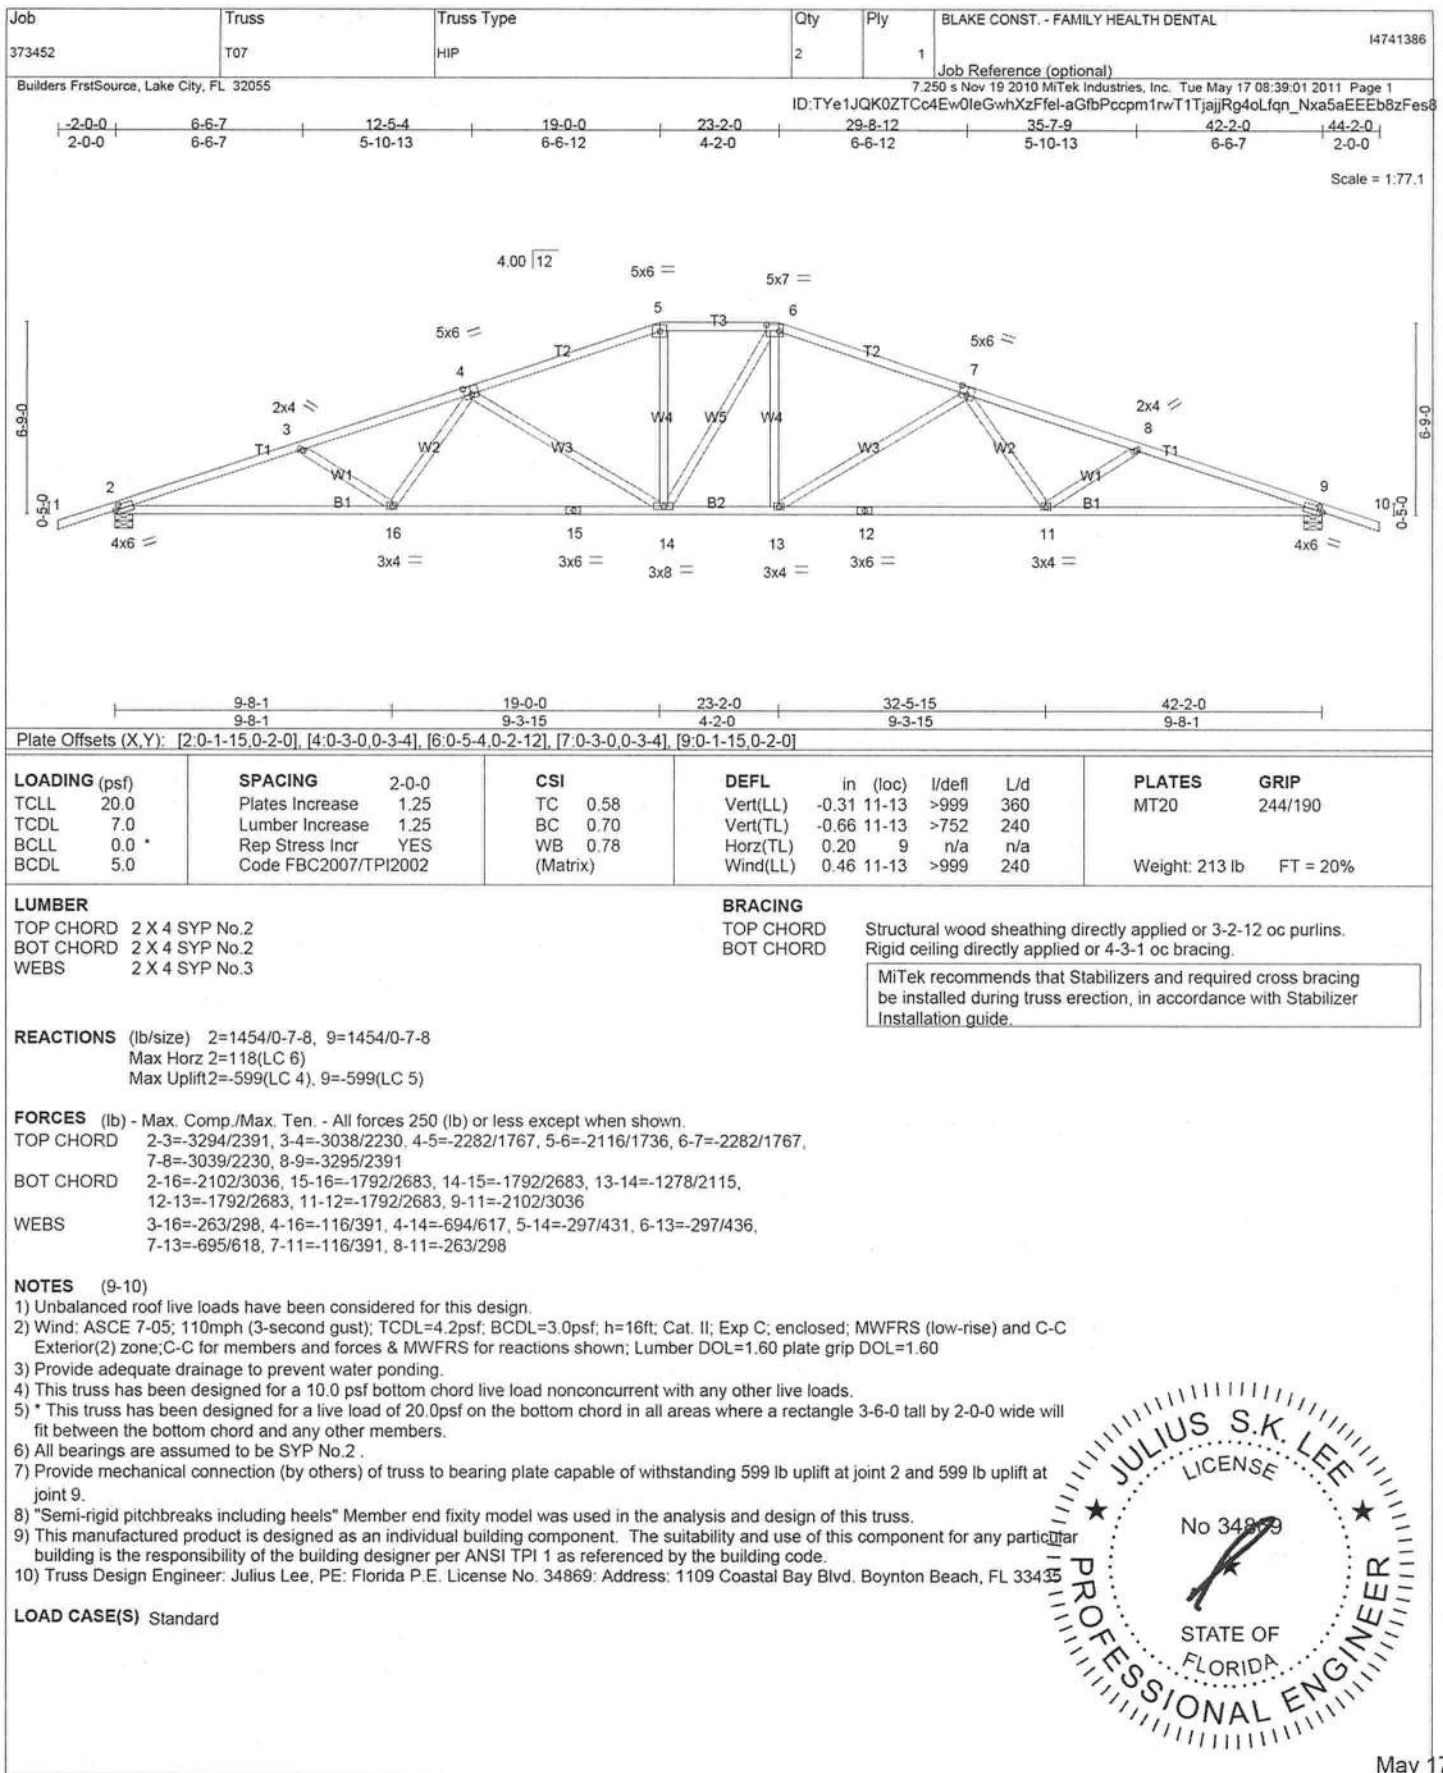 Job Truss Truss Type Qty Ply BLAKE CONST. - FAMILY HEALTH DENTAL
I4741386
373452 T07 HIP 2 1
Job Reference (optional)
Builders FrstSource, Lake City, FL 32055 7.250 s Nov 19 2010 MiTek Industries, Inc. Tue May 17 08:39:01 2011 Page 1
-2-0-0 6-6-7 12-5-4 19-0-0 23-2-0 29-8-12 35-7-9 42-2-0 44-2-0
2-0-0 6-6-7 5-10-13 6-6-12 4-2-0 6-6-12 5-10-13 6-6-7 2-0-0
Scale = 1:77.1
4.00 12
5x6 = 5x7 =
5 6
T3
5x6 = 5x6
T2 T2
4 7
2x4 2x4
6-9-0 W4 W5 W4 6-9-0
3 8
T1 W2 W3 W3 W2 T1
W1 W1
2 9
0-5-0 1 B1 B2 B1 10 0-5-0
4x6 = 16 15 14 13 12 11 4x6 =
3x4 = 3x6 = 3x8 = 3x4 = 3x6 = 3x4 =
9-8-1 19-0-0 23-2-0 32-5-15 42-2-0
9-8-1 9-3-15 4-2-0 9-3-15 9-8-1
Plate Offsets (X,Y): [2:0-1-15,0-2-0], [4:0-3-0,0-3-4], [6:0-5-4,0-2-12], [7:0-3-0,0-3-4], [9:0-1-15,0-2-0]
LOADING (psf) SPACING 2-0-0 CSI DEFL in (loc) l/defl L/d PLATES GRIP
TCLL 20.0 Plates Increase 1.25 TC 0.58 Vert(LL) -0.31 11-13 >999 360 MT20 244/190
TCDL 7.0 Lumber Increase 1.25 BC 0.70 Vert(TL) -0.66 11-13 >752 240
BCLL 0.0 * Rep Stress Incr YES WB 0.78 Horz(TL) 0.20 9 n/a n/a
BCDL 5.0 Code FBC2007/TPI2002 (Matrix) Wind(LL) 0.46 11-13 >999 240 Weight: 213 lb FT = 20%
LUMBER
TOP CHORD 2 X 4 SYP No.2
BOT CHORD 2 X 4 SYP No.2
WEBS 2 X 4 SYP No.3
BRACING
TOP CHORD Structural wood sheathing directly applied or 3-2-12 oc purlins.
BOT CHORD Rigid ceiling directly applied or 4-3-1 oc bracing.
MiTek recommends that Stabilizers and required cross bracing
be installed during truss erection, in accordance with Stabilizer
Installation guide.
REACTIONS (lb/size) 2=1454/0-7-8, 9=1454/0-7-8
Max Horz 2=118(LC 6)
Max Uplift2=-599(LC 4), 9=-599(LC 5)
FORCES (lb) - Max. Comp./Max. Ten. - All forces 250 (lb) or less except when shown.
TOP CHORD 2-3=-3294/2391, 3-4=-3038/2230, 4-5=-2282/1767, 5-6=-2116/1736, 6-7=-2282/1767,
7-8=-3039/2230, 8-9=-3295/2391
BOT CHORD 2-16=-2102/3036, 15-16=-1792/2683, 14-15=-1792/2683, 13-14=-1278/2115,
12-13=-1792/2683, 11-12=-1792/2683, 9-11=-2102/3036
WEBS 3-16=-263/298, 4-16=-116/391, 4-14=-694/617, 5-14=-297/431, 6-13=-297/436,
7-13=-695/618, 7-11=-116/391, 8-11=-263/298
NOTES (9-10)
1) Unbalanced roof live loads have been considered for this design.
2) Wind: ASCE 7-05; 110mph (3-second gust); TCDL=4.2psf; BCDL=3.0psf; h=16ft; Cat. II; Exp C; enclosed; MWFRS (low-rise) and C-C
Exterior(2) zone;C-C for members and forces & MWFRS for reactions shown; Lumber DOL=1.60 plate grip DOL=1.60
3) Provide adequate drainage to prevent water ponding.
4) This truss has been designed for a 10.0 psf bottom chord live load nonconcurrent with any other live loads.
5) * This truss has been designed for a live load of 20.0psf on the bottom chord in all areas where a rectangle 3-6-0 tall by 2-0-0 wide will
fit between the bottom chord and any other members.
6) All bearings are assumed to be SYP No.2 .
7) Provide mechanical connection (by others) of truss to bearing plate capable of withstanding 599 lb uplift at joint 2 and 599 lb uplift at
joint 9.
8) "Semi-rigid pitchbreaks including heels" Member end fixity model was used in the analysis and design of this truss.
9) This manufactured product is designed as an individual building component. The suitability and use of this component for any particular
building is the responsibility of the building designer per ANSI TPI 1 as referenced by the building code.
10) Truss Design Engineer: Julius Lee, PE: Florida P.E. License No. 34869: Address: 1109 Coastal Bay Blvd. Boynton Beach, FL 33435
LOAD CASE(S) Standard
JULIUS S.K. LEE
LICENSE
No 34869
STATE OF
FLORIDA
PROFESSIONAL ENGINEER
May 17